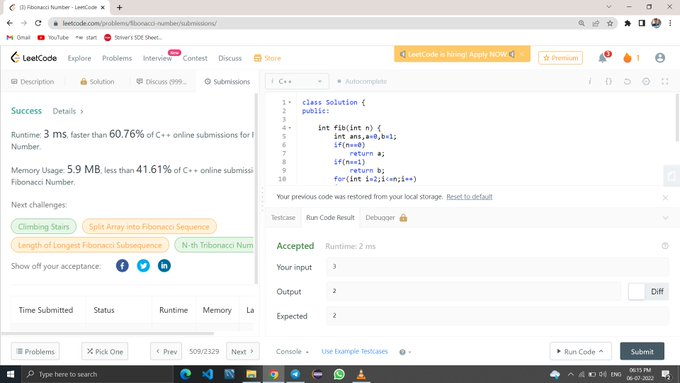 (3) Fibonacci Number - LeetCode
leetcode.com/problems/fibonacci-number/submissions/
Gmail YouTube start Striver's SDE Sheet...
LeetCode Explore Problems Interview New Contest Discuss Store
LeetCode is hiring! Apply NOW.
Premium 3 1
Description Solution Discuss (999... Submissions
i C++ Autocomplete
Success Details
Runtime: 3 ms, faster than 60.76% of C++ online submissions for F
Number.
Memory Usage: 5.9 MB, less than 41.61% of C++ online submissi
Fibonacci Number.
Next challenges:
Climbing Stairs Split Array into Fibonacci Sequence
Length of Longest Fibonacci Subsequence N-th Tribonacci Num
Show off your acceptance:
Time Submitted Status Runtime Memory La
1 class Solution {
2 public:
3
4 int fib(int n) {
5 int ans,a=0,b=1;
6 if(n==0)
7 return a;
8 if(n==1)
9 return b;
10 for(int i=2;i<=n;i++)
Your previous code was restored from your local storage. Reset to default
Testcase Run Code Result Debugger
Accepted Runtime: 2 ms
Your input 3
Output 2 Diff
Expected 2
Problems Pick One Prev 509/2329 Next
Console Use Example Testcases Run Code Submit
Type here to search
ENG 06:15 PM
06-07-2022
2